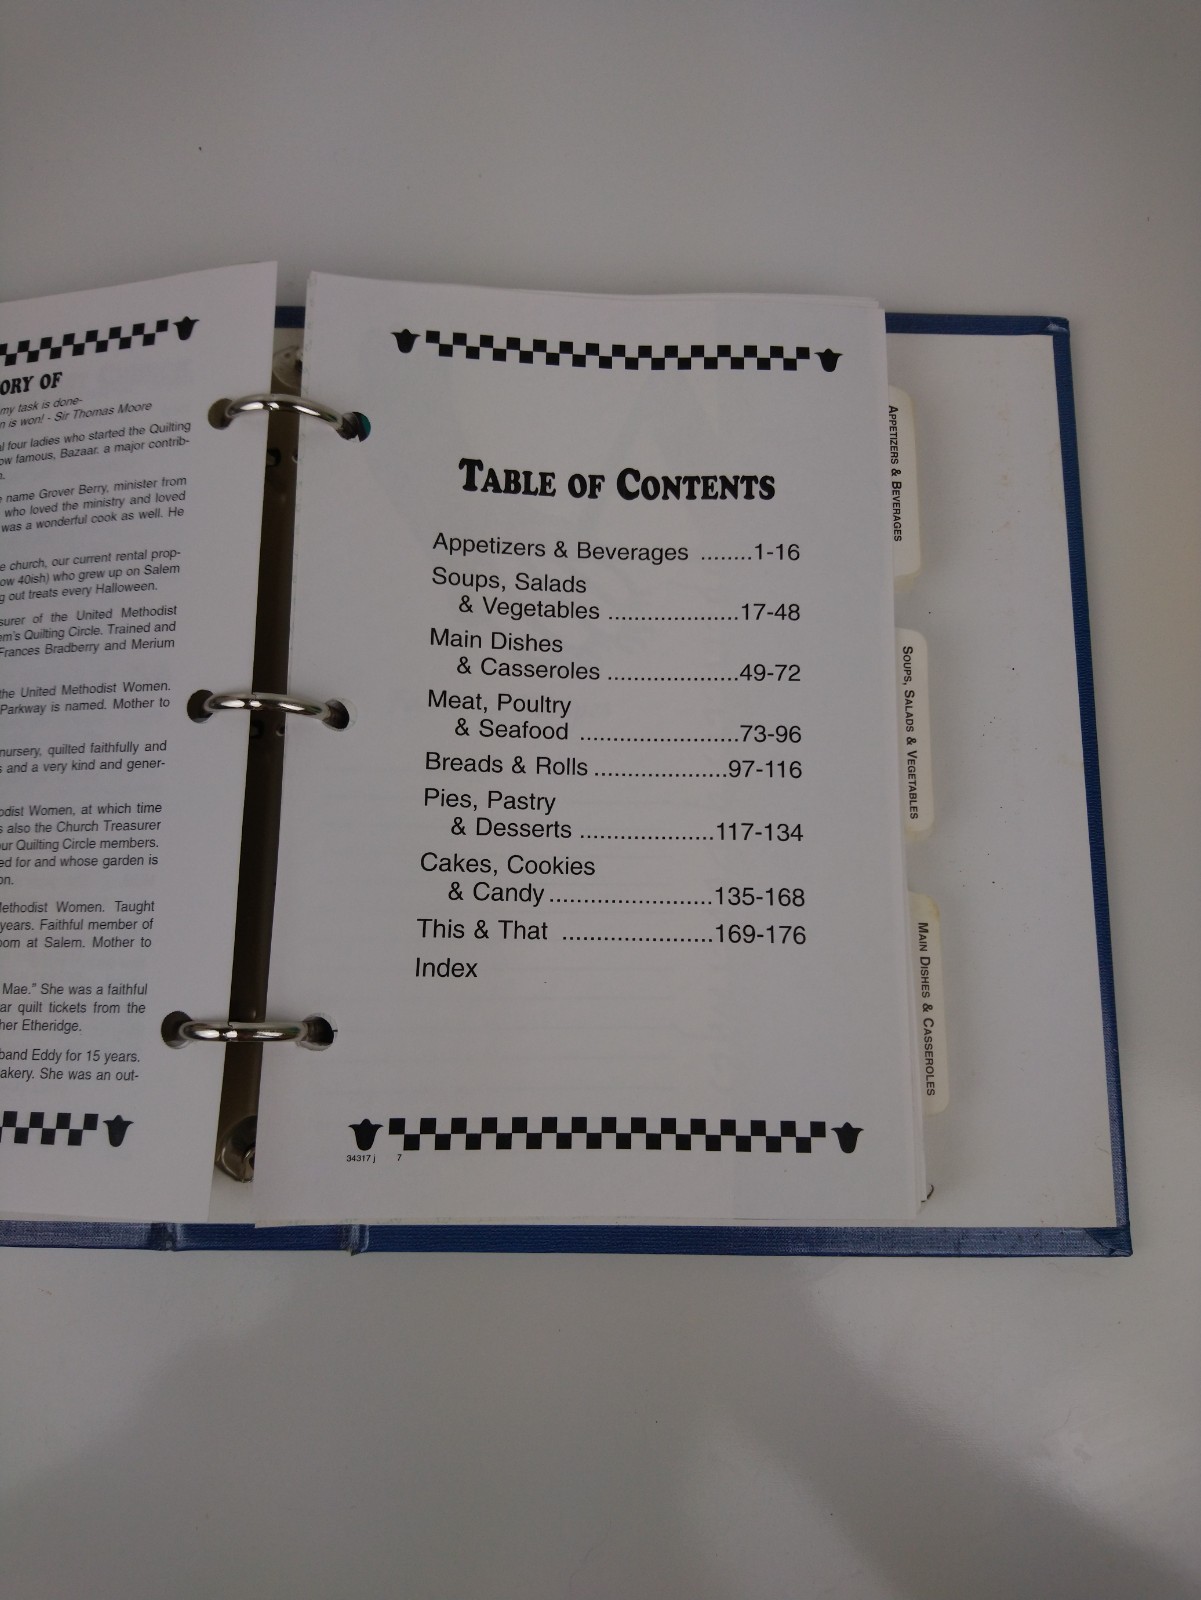 ORY OF
my task is done-
n is won! - Sir Thomas Moore
l four ladies who started the Quilting
ow famous, Bazaar. a major contrib-
name Grover Berry, minister from
who loved the ministry and loved
was a wonderful cook as well. He
e church, our current rental prop-
ow 40ish) who grew up on Salem
g out treats every Halloween.
surer of the United Methodist
em's Quilting Circle. Trained and
Frances Bradberry and Merium
the United Methodist Women.
Parkway is named. Mother to
nursery, quilted faithfully and
s and a very kind and gener-
odist Women, at which time
s also the Church Treasurer
our Quilting Circle members.
ed for and whose garden is
on.
Methodist Women. Taught
years. Faithful member of
oom at Salem. Mother to
Mae." She was a faithful
ar quilt tickets from the
her Etheridge.
band Eddy for 15 years.
akery. She was an out-
TABLE OF CONTENTS
Appetizers & Beverages ........1-16
Soups, Salads
& Vegetables ...................17-48
Main Dishes
& Casseroles ...................49-72
Meat, Poultry
& Seafood .......................73-96
Breads & Rolls ...................97-116
Pies, Pastry
& Desserts ...................117-134
Cakes, Cookies
& Candy........................135-168
This & That ......................169-176
Index
34317 j 7
APPETIZERS & BEVERAGES
SOUPS, SALADS & VEGETABLES
MAIN DISHES & CASSEROLES